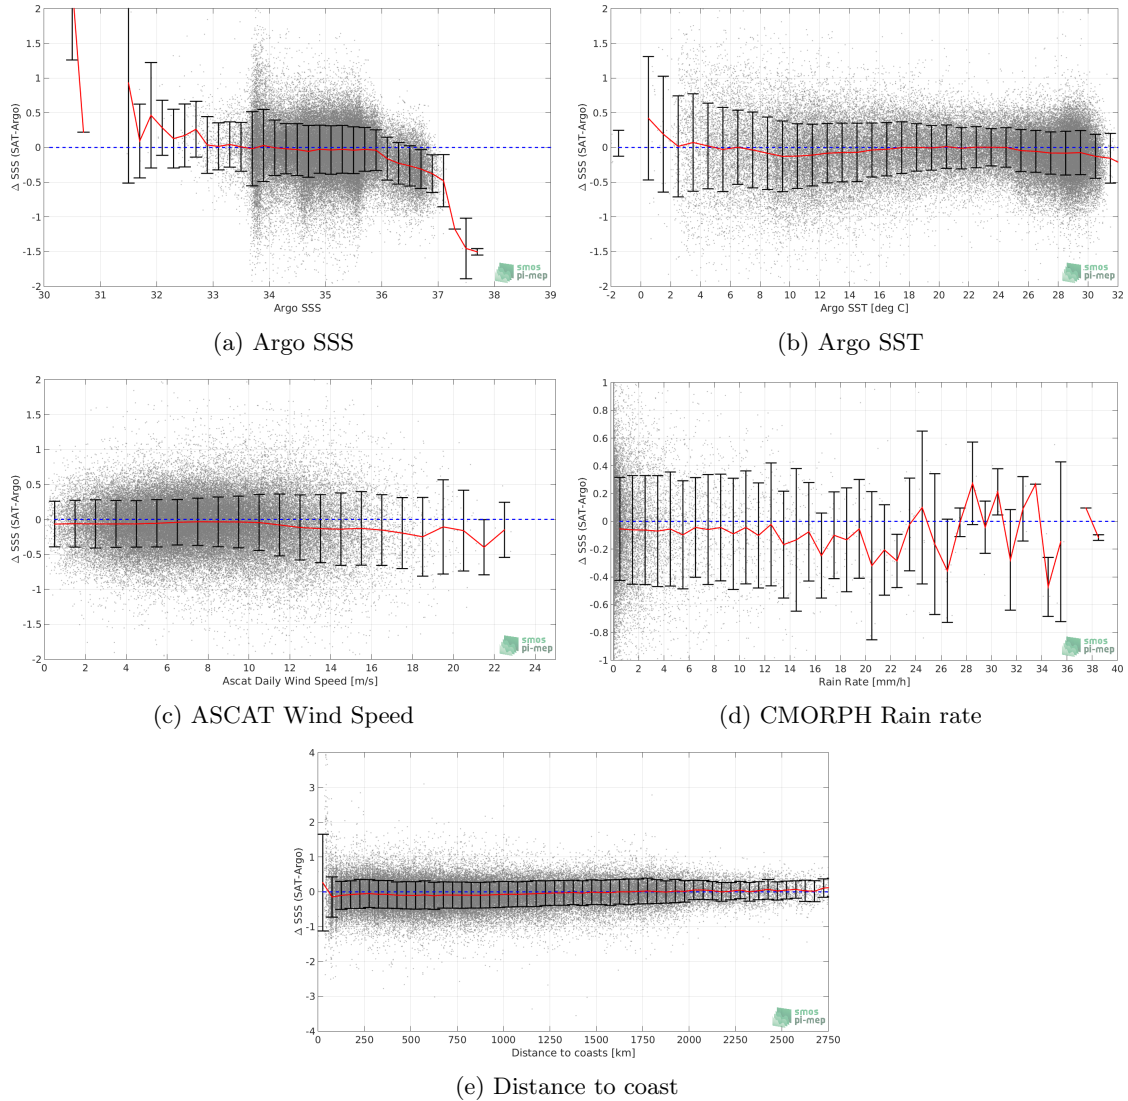 2
1.5
1
0.5
0
-0.5
-1
-1.5
-2
Δ SSS (SAT-Argo)
30 31 32 33 34 35 36 37 38 39
Argo SSS
smos
pi-mep
(a) Argo SSS
2
1.5
1
0.5
0
-0.5
-1
-1.5
-2
Δ SSS (SAT-Argo)
-2 0 2 4 6 8 10 12 14 16 18 20 22 24 26 28 30 32
Argo SST [deg C]
smos
pi-mep
(b) Argo SST
2
1.5
1
0.5
0
-0.5
-1
-1.5
-2
Δ SSS (SAT-Argo)
0 2 4 6 8 10 12 14 16 18 20 22 24
Ascat Daily Wind Speed [m/s]
smos
pi-mep
(c) ASCAT Wind Speed
1
0.8
0.6
0.4
0.2
0
-0.2
-0.4
-0.6
-0.8
-1
Δ SSS (SAT-Argo)
0 2 4 6 8 10 12 14 16 18 20 22 24 26 28 30 32 34 36 38 40
Rain Rate [mm/h]
smos
pi-mep
(d) CMORPH Rain rate
4
3
2
1
0
-1
-2
-3
-4
Δ SSS (SAT-Argo)
0 250 500 750 1000 1250 1500 1750 2000 2250 2500 2750
Distance to coasts [km]
smos
pi-mep
(e) Distance to coast